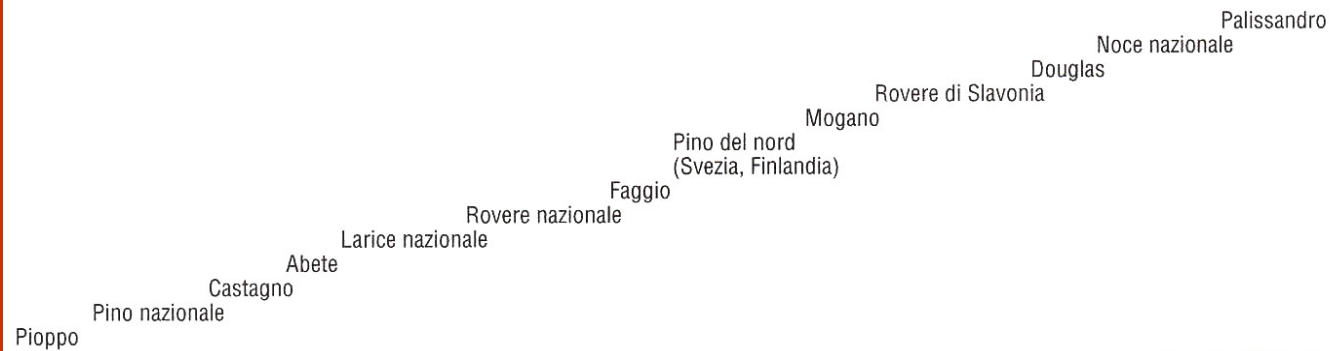 Palissandro
Noce nazionale
Douglas
Rovere di Slavonia
Mogano
Pino del nord
(Svezia, Finlandia)
Faggio
Rovere nazionale
Larice nazionale
Abete
Castagno
Pino nazionale
Pioppo